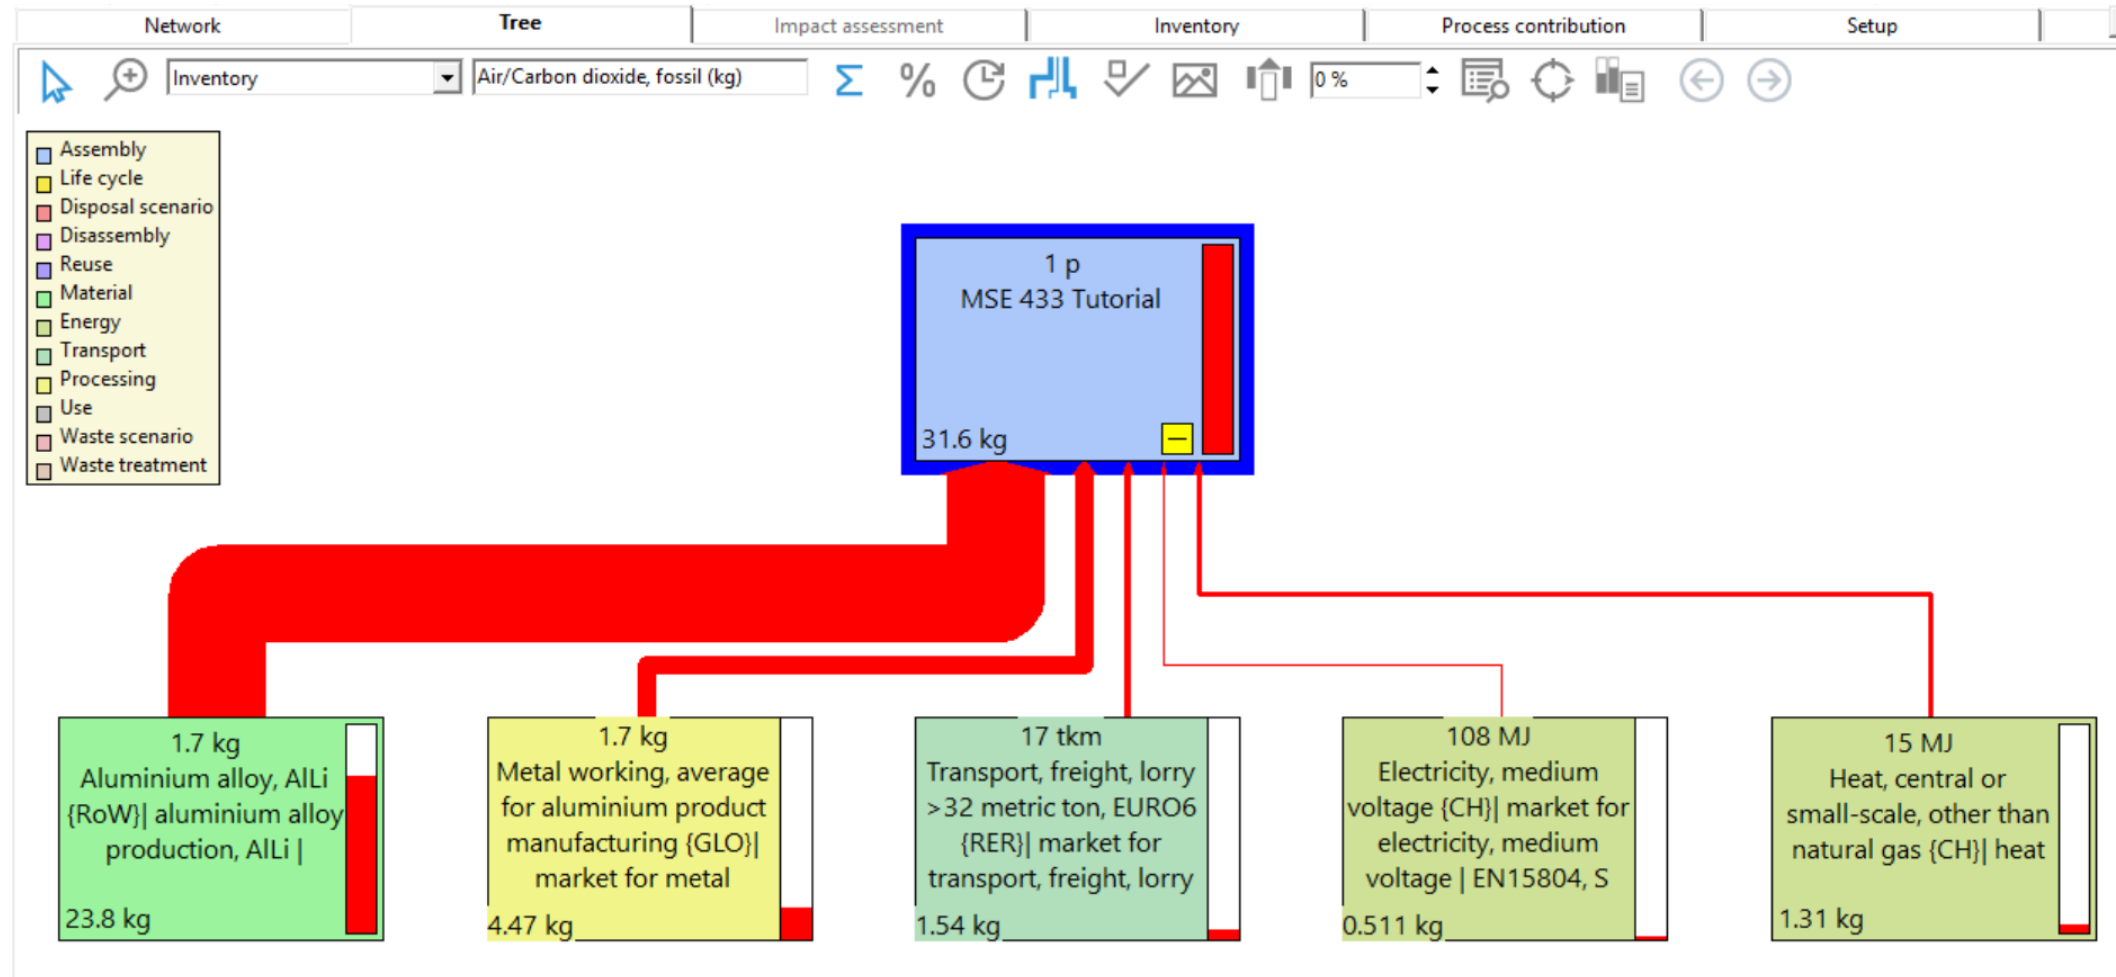 Network Tree Impact assessment Inventory Process contribution Setup
Inventory Air/Carbon dioxide, fossil (kg) Σ % 0 %
Assembly
Life cycle
Disposal scenario
Disassembly
Reuse
Material
Energy
Transport
Processing
Use
Waste scenario
Waste treatment
1 p
MSE 433 Tutorial
31.6 kg
1.7 kg
Aluminium alloy, AlLi
{RoW}| aluminium alloy
production, AlLi |
23.8 kg
1.7 kg
Metal working, average
for aluminium product
manufacturing {GLO}|
market for metal
4.47 kg
17 tkm
Transport, freight, lorry
>32 metric ton, EURO6
{RER}| market for
transport, freight, lorry
1.54 kg
108 MJ
Electricity, medium
voltage {CH}| market for
electricity, medium
voltage | EN15804, S
0.511 kg
15 MJ
Heat, central or
small-scale, other than
natural gas {CH}| heat
1.31 kg